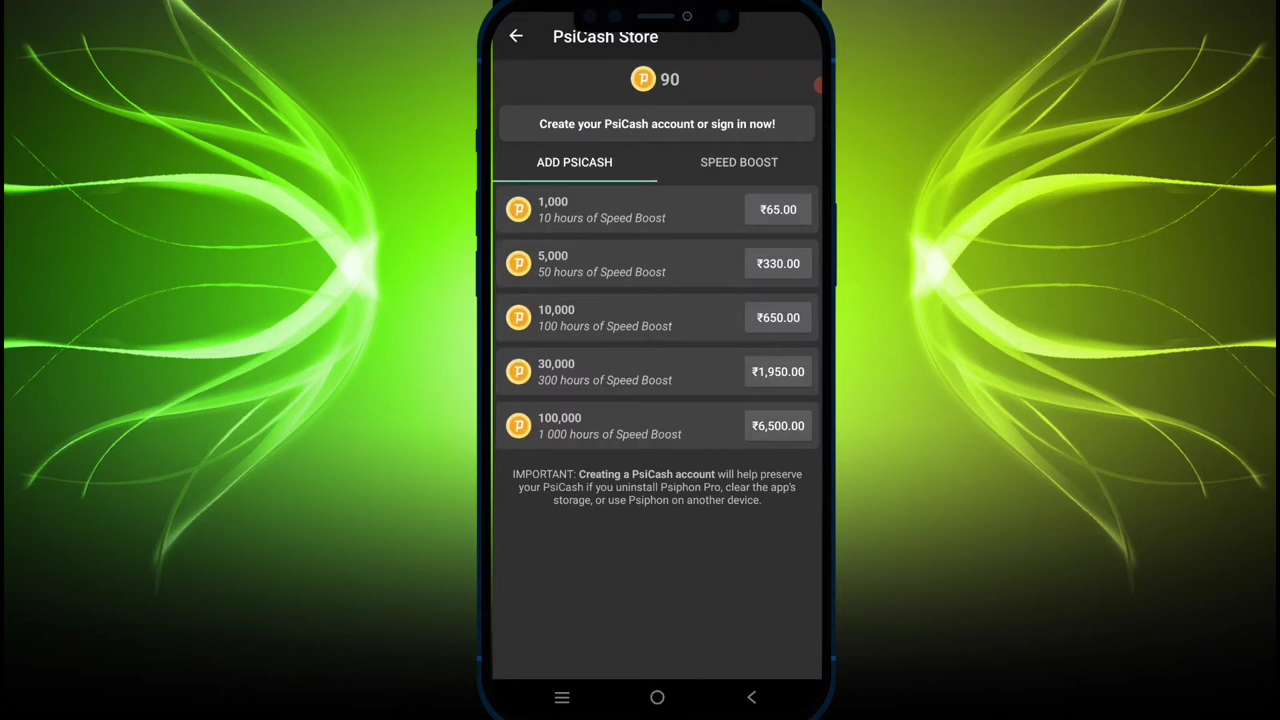 PsiCash Store
90
Create your PsiCash account or sign in now!
ADD PSICASH
SPEED BOOST
1,000
10 hours of Speed Boost
₹65.00
5,000
50 hours of Speed Boost
₹330.00
10,000
100 hours of Speed Boost
₹650.00
30,000
300 hours of Speed Boost
₹1,950.00
100,000
1 000 hours of Speed Boost
₹6,500.00
IMPORTANT: Creating a PsiCash account will help preserve
your PsiCash if you uninstall Psiphon Pro, clear the app's
storage, or use Psiphon on another device.